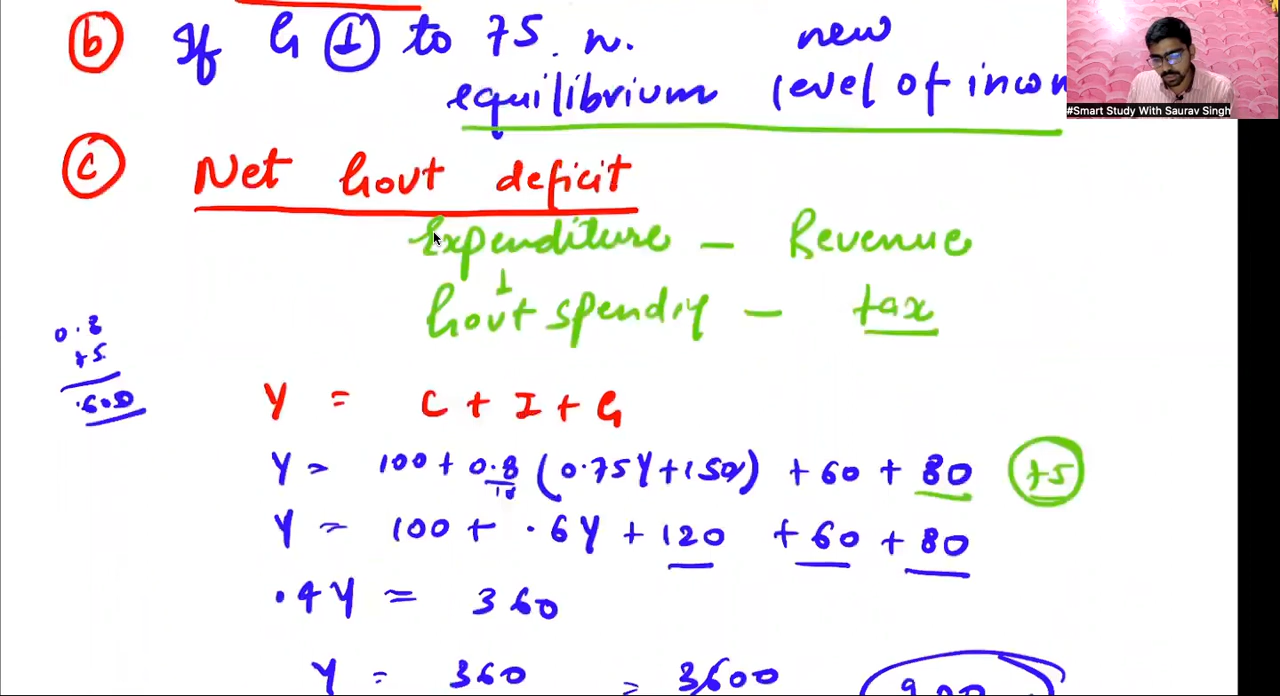 (b) If G ↓ to 75. n. new
equilibrium level of incom
#Smart Study With Saurav Singh
(c) Net Govt deficit
Expenditure – Revenue
↓
Govt spending – tax
0.8
75
.600
Y = C + I + G
Y = 100 + 0.8 (0.75Y + 150) + 60 + 80 75
10
Y = 100 + .6Y + 120 + 60 + 80
.4Y = 360
Y = 360 = 3600 900